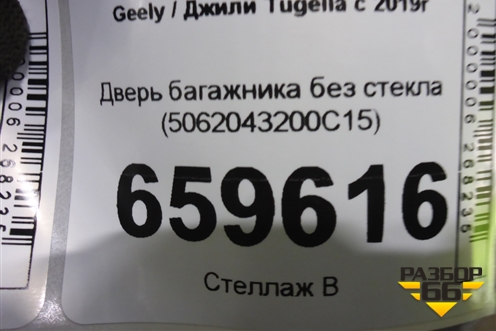 Geely / Джили Tugella с 2019г
Дверь багажника без стекла
(5062043200C15)
659616
Стеллаж В
РАЗБОР
66